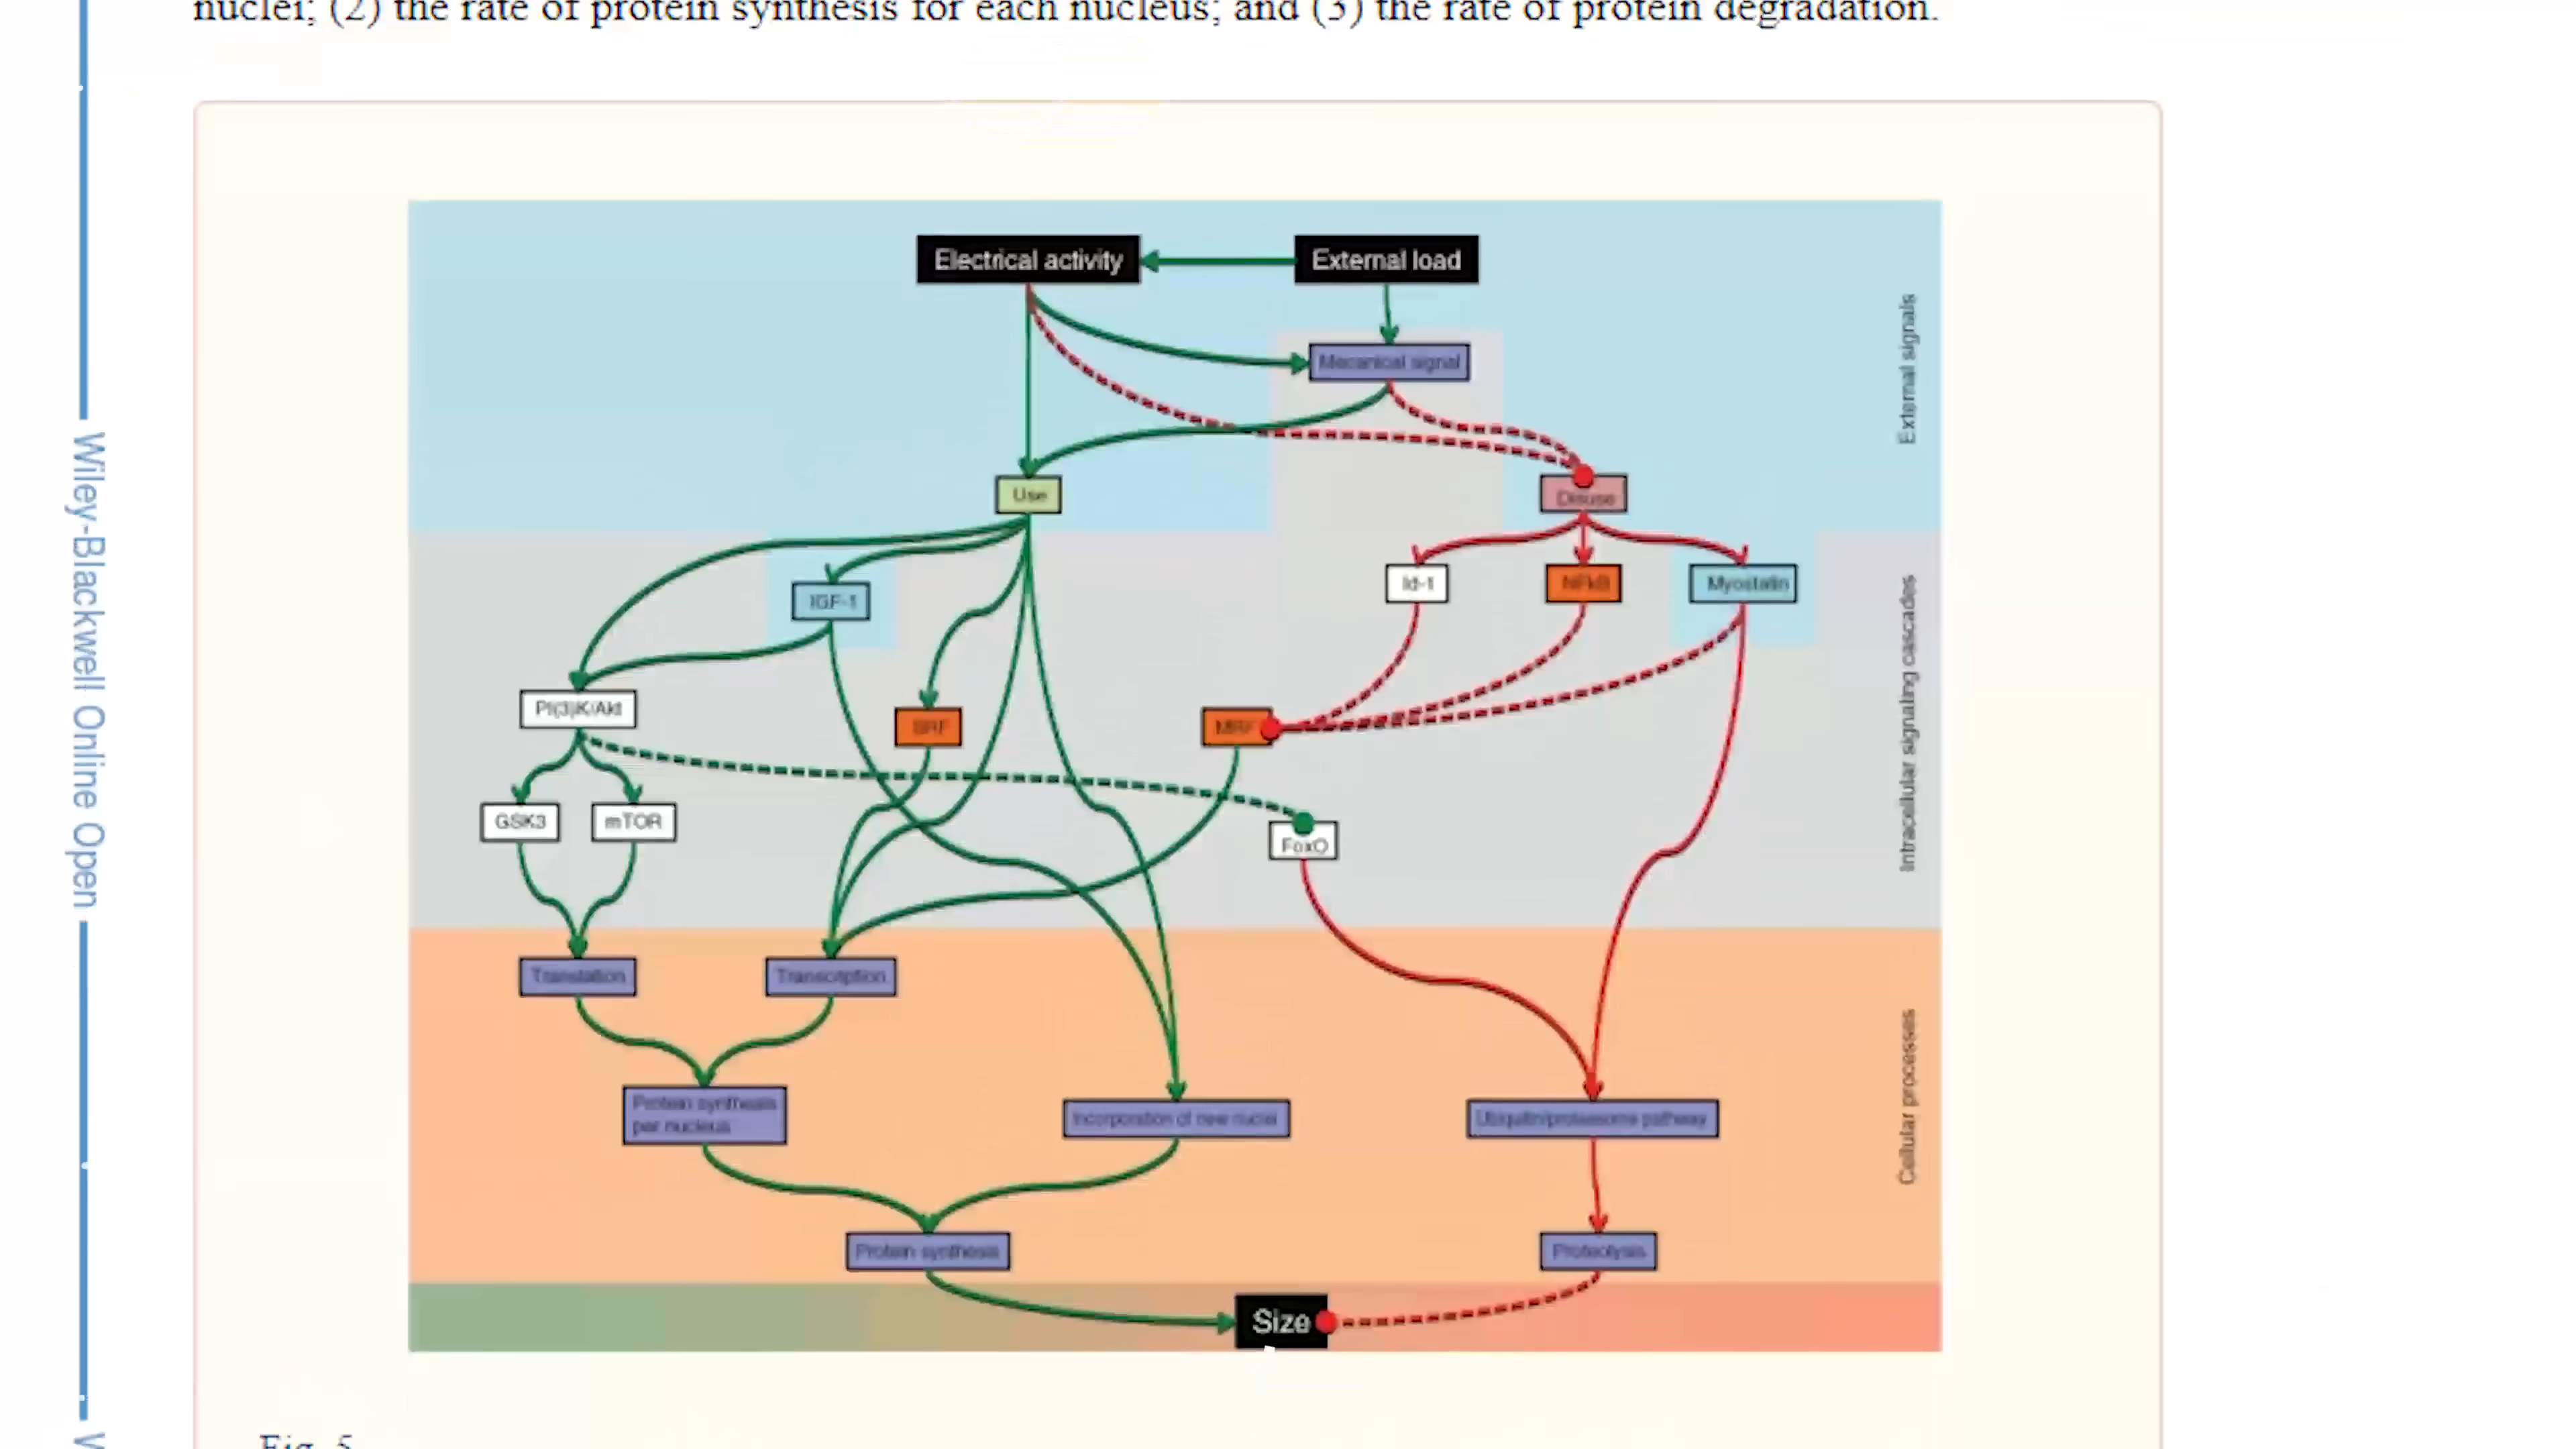 nuclei; (2) the rate of protein synthesis for each nucleus; and (3) the rate of protein degradation.
Electrical activity
External load
Mecanical signal
External signals
Use
Disuse
IGF-1
Id-1
NFkB
Myostatin
Intracellular signaling cascades
PI(3)K/Akt
SRF
MRF
GSK3
mTOR
FoxO
Translation
Transcription
Cellular processes
Protein synthesis
per nucleus
Incorporation of new nuclei
Ubiquitin/proteasome pathway
Protein synthesis
Proteolysis
Size
Fig. 5
Wiley-Blackwell Online Open
W